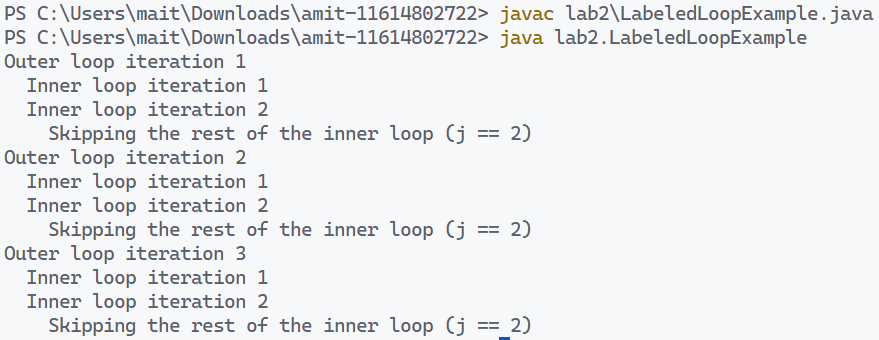 PS C:\Users\mait\Downloads\amit-11614802722> javac lab2\LabeledLoopExample.java
PS C:\Users\mait\Downloads\amit-11614802722> java lab2.LabeledLoopExample
Outer loop iteration 1
  Inner loop iteration 1
  Inner loop iteration 2
    Skipping the rest of the inner loop (j == 2)
Outer loop iteration 2
  Inner loop iteration 1
  Inner loop iteration 2
    Skipping the rest of the inner loop (j == 2)
Outer loop iteration 3
  Inner loop iteration 1
  Inner loop iteration 2
    Skipping the rest of the inner loop (j == 2)